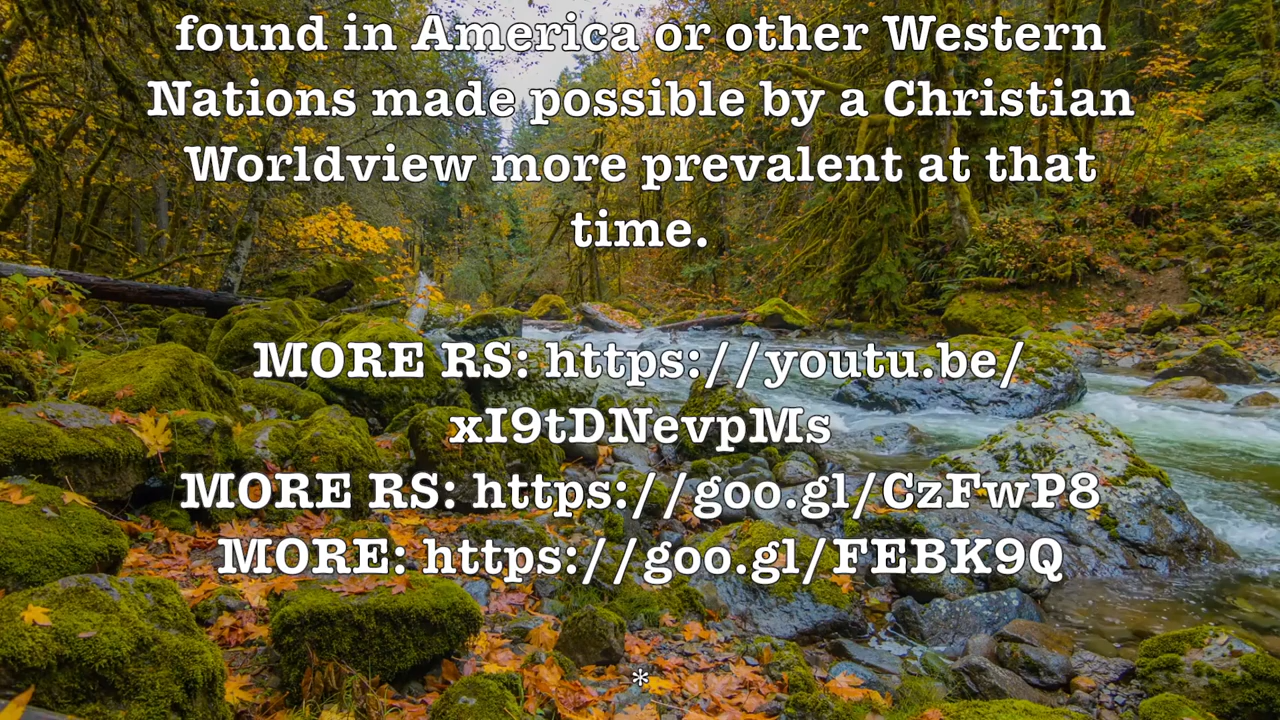 found in America or other Western
Nations made possible by a Christian
Worldview more prevalent at that
time.
MORE RS: https://youtu.be/
xI9tDNevpMs
MORE RS: https://goo.gl/CzFwP8
MORE: https://goo.gl/FEBK9Q
*